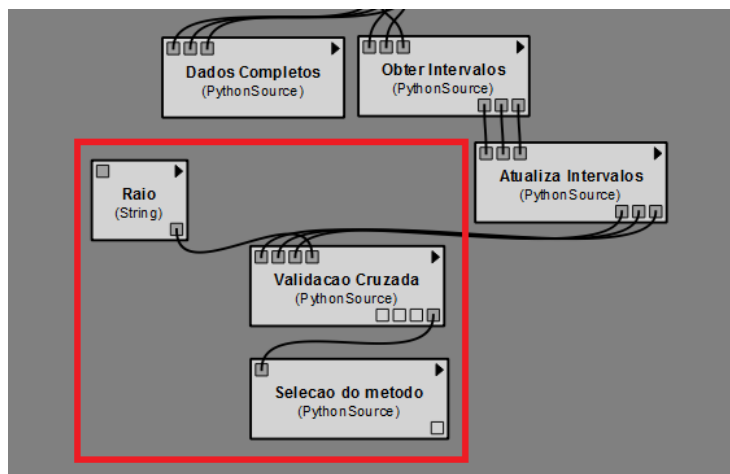 Dados Completos
(PythonSource)
Obter Intervalos
(PythonSource)
Atualiza Intervalos
(PythonSource)
Raio
(String)
Validacao Cruzada
(PythonSource)
Selecao do metodo
(PythonSource)